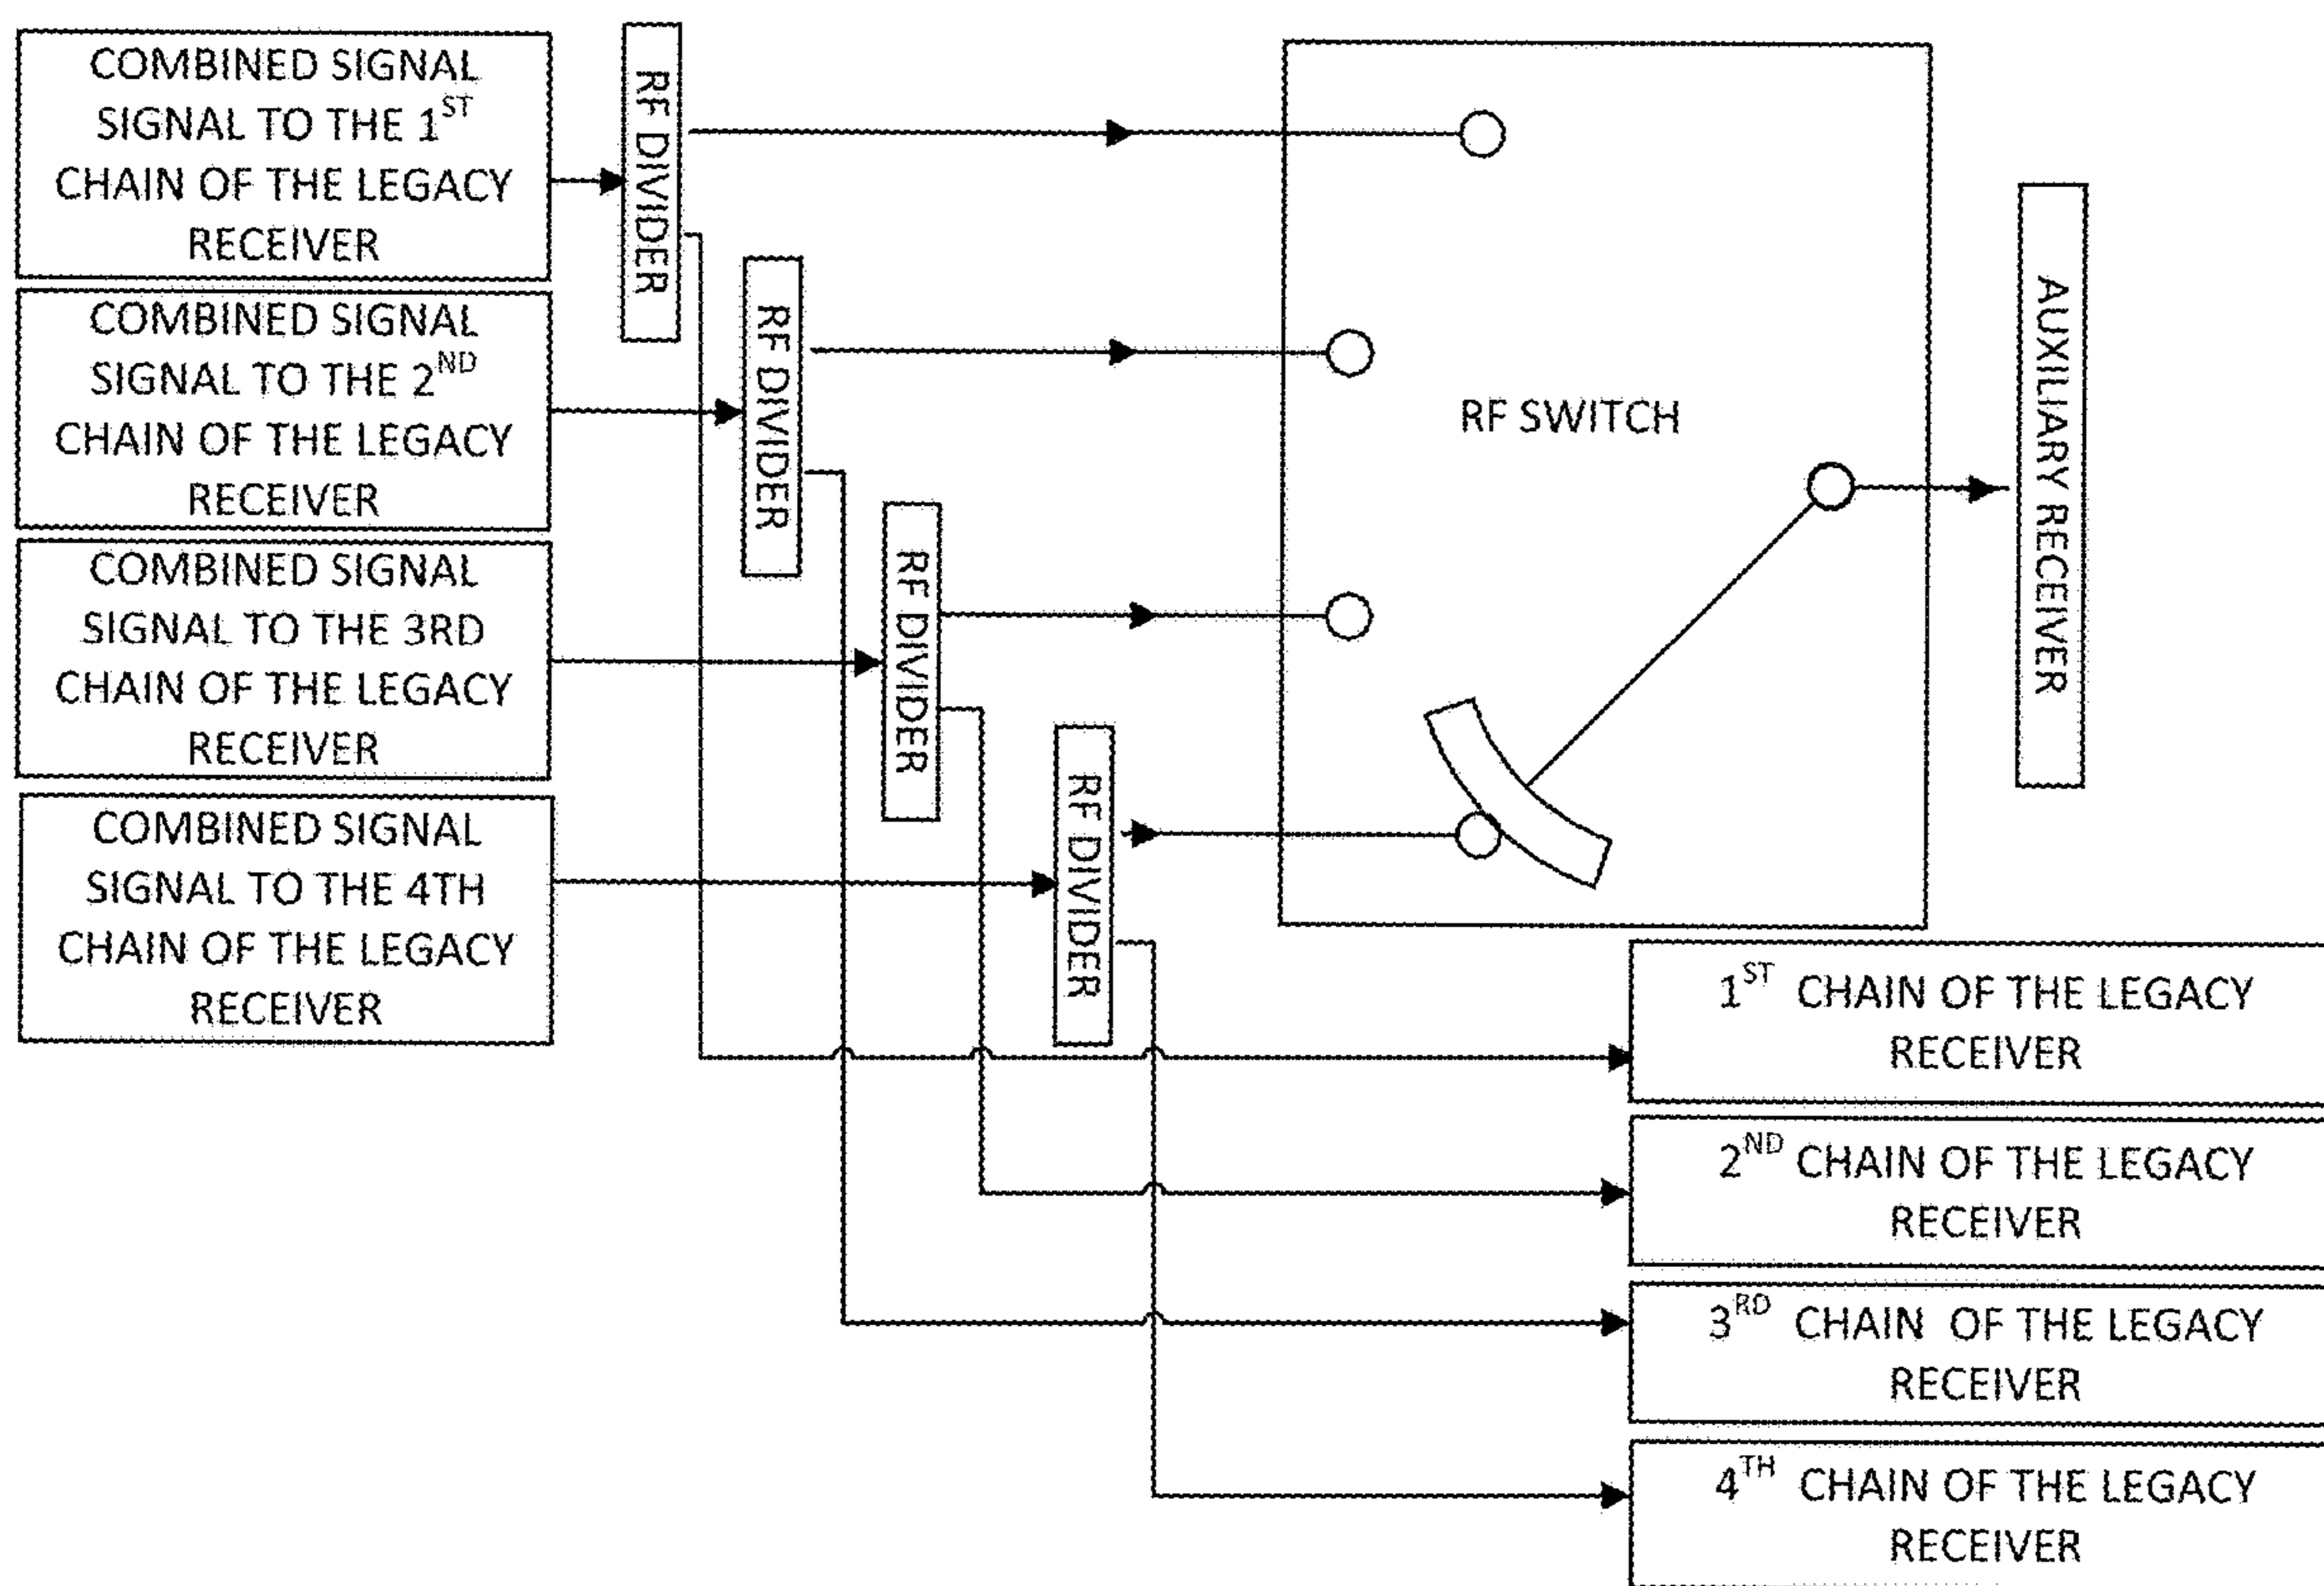 COMBINED SIGNAL
SIGNAL TO THE 1ST
CHAIN OF THE LEGACY
RECEIVER
COMBINED SIGNAL
SIGNAL TO THE 2ND
CHAIN OF THE LEGACY
RECEIVER
COMBINED SIGNAL
SIGNAL TO THE 3RD
CHAIN OF THE LEGACY
RECEIVER
COMBINED SIGNAL
SIGNAL TO THE 4TH
CHAIN OF THE LEGACY
RECEIVER
RF DIVIDER
RF DIVIDER
RF DIVIDER
RF DIVIDER
RF SWITCH
AUXILIARY RECEIVER
1ST CHAIN OF THE LEGACY
RECEIVER
2ND CHAIN OF THE LEGACY
RECEIVER
3RD CHAIN OF THE LEGACY
RECEIVER
4TH CHAIN OF THE LEGACY
RECEIVER